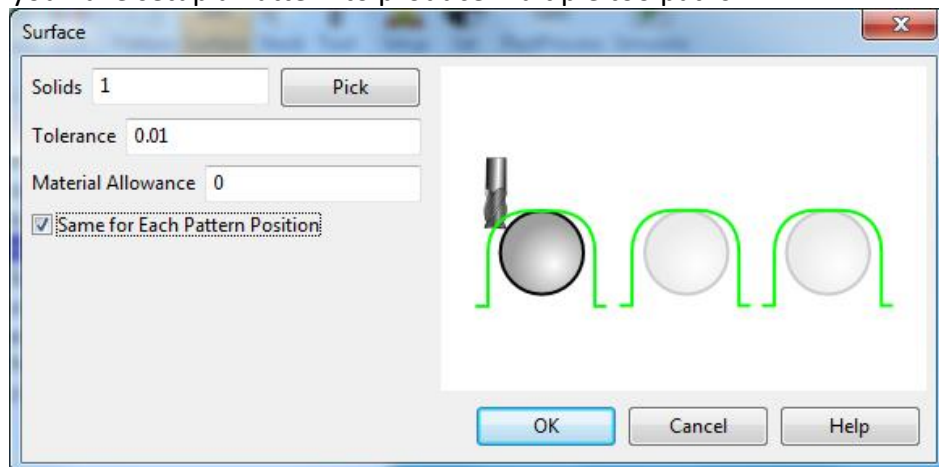 Surface
Solids 1 Pick
Tolerance 0.01
Material Allowance 0
Same for Each Pattern Position
OK Cancel Help